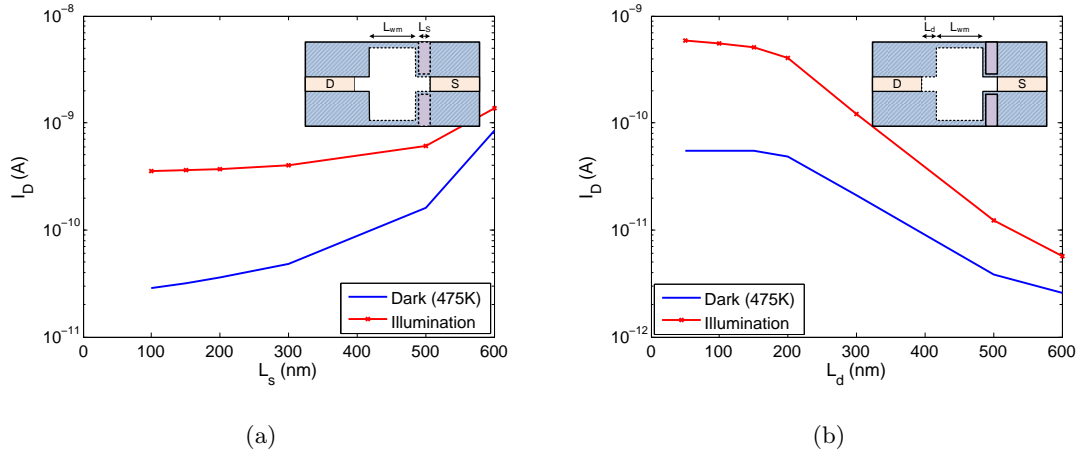 10⁻⁸
10⁻⁹
10⁻¹⁰
10⁻¹¹
I_D (A)
0 100 200 300 400 500 600
L_s (nm)
L_wm L_S
D S
Dark (475K)
Illumination
(a)
10⁻⁹
10⁻¹⁰
10⁻¹¹
10⁻¹²
I_D (A)
0 100 200 300 400 500 600
L_d (nm)
L_d L_wm
D S
Dark (475K)
Illumination
(b)